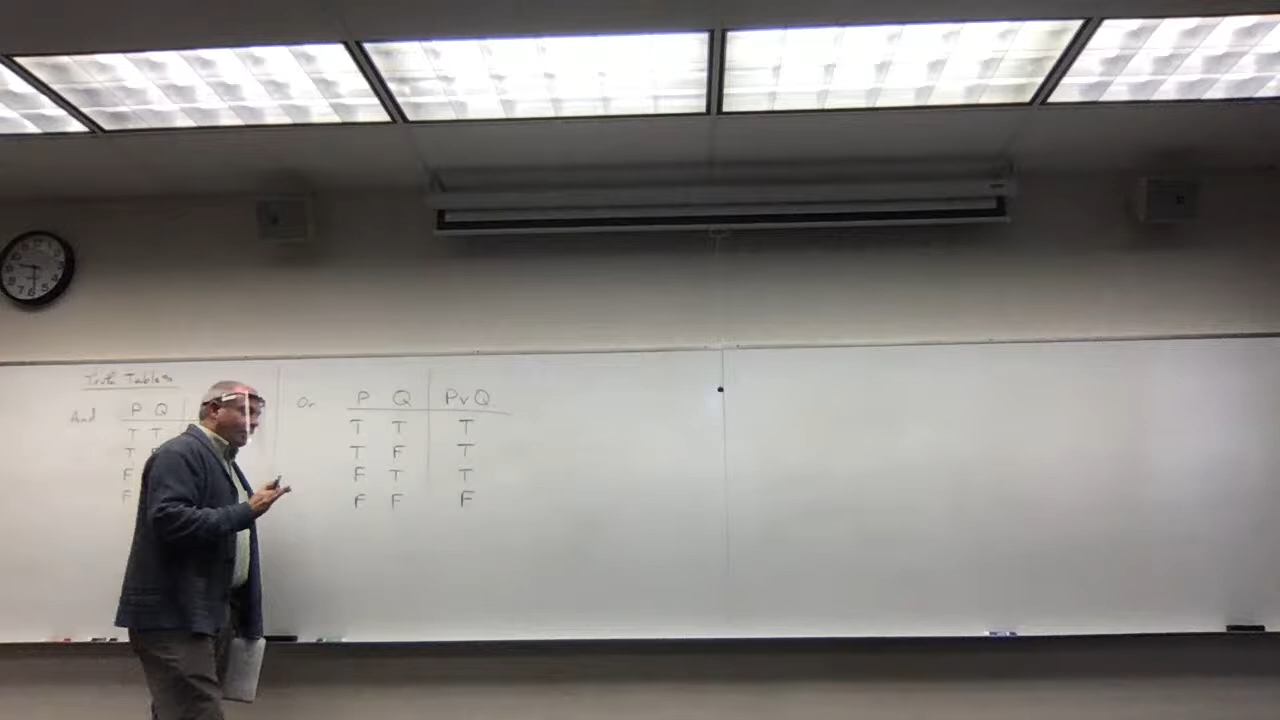 Truth Tables
And P Q
T T
T
F
F
Or P Q P∨Q
T T T
T F T
F T T
F F F